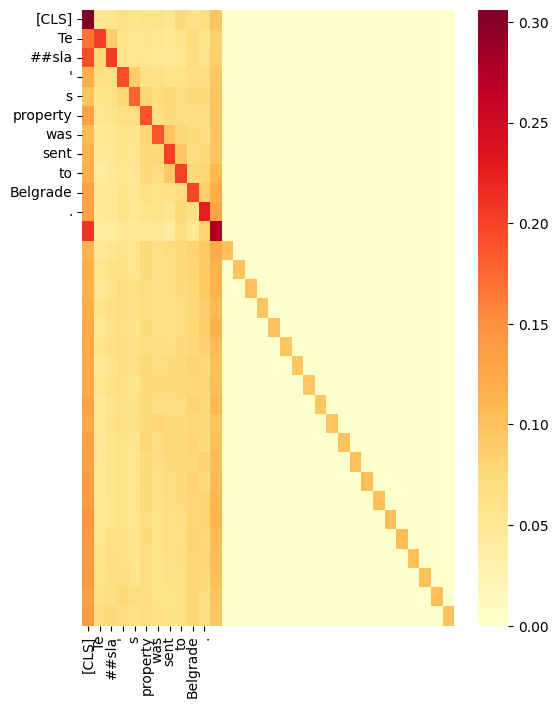 [CLS]
Te
##sla
'
s
property
was
sent
to
Belgrade
.
0.30
0.25
0.20
0.15
0.10
0.05
0.00
[CLS]
Te
##sla
'
s
property
was
sent
to
Belgrade
.